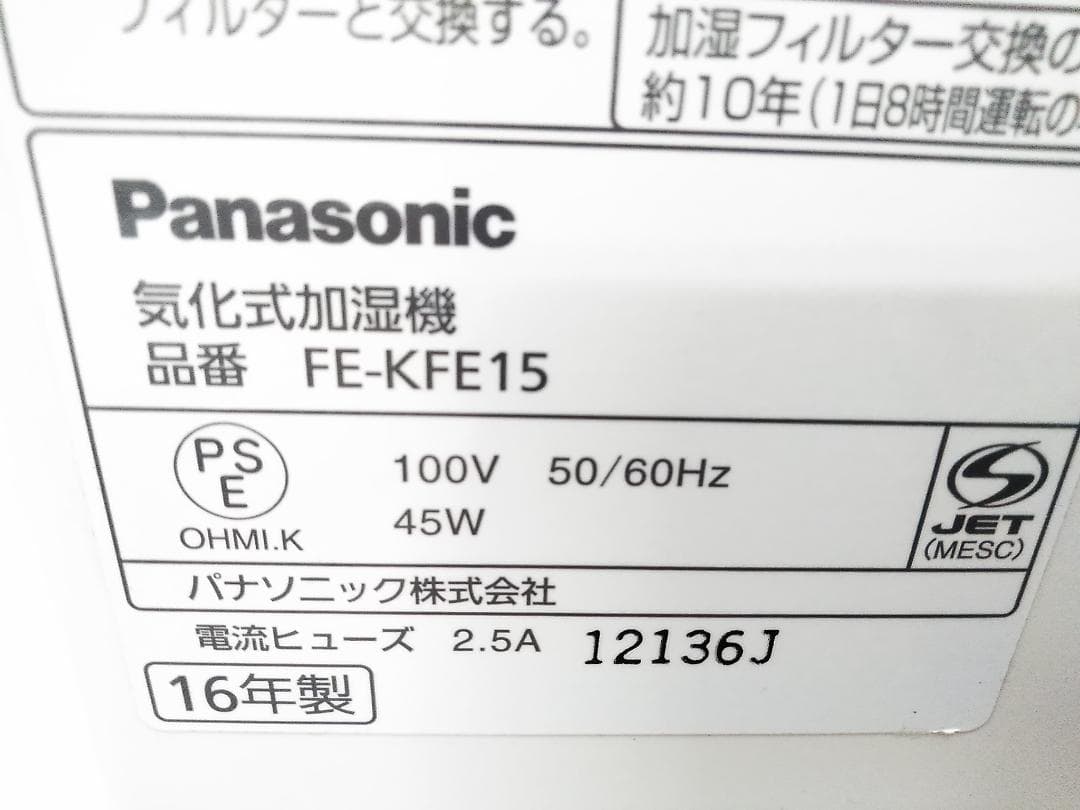 フィルターと交換する。
加湿フィルター交換の
約10年(1日8時間運転の
Panasonic
気化式加湿機
品番 FE-KFE15
PS
E
OHMI.K
100V 50/60Hz
45W
JET
(MESC)
パナソニック株式会社
電流ヒューズ 2.5A 12136J
16年製